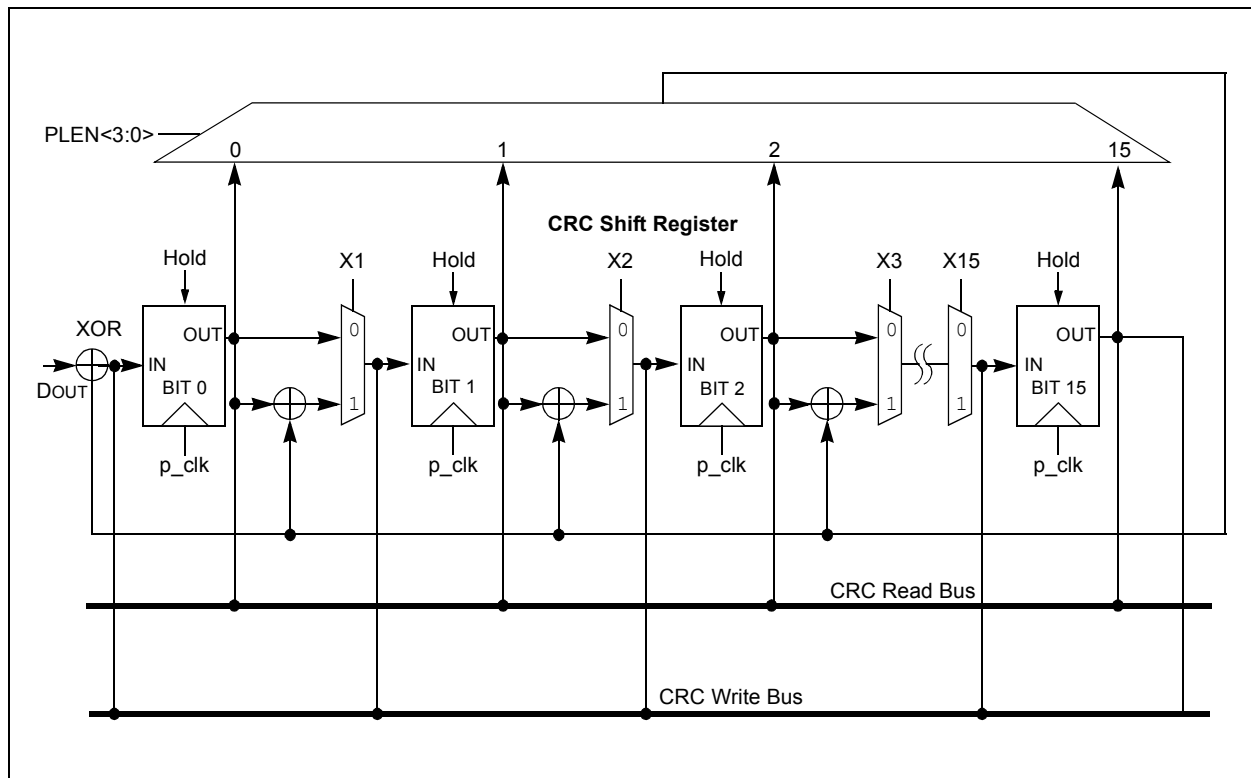 PLEN<3:0>
0 1 2 15
CRC Shift Register
Hold X1 Hold X2 Hold X3 X15 Hold
XOR
OUT 0 OUT 0 OUT 0 0 OUT
IN IN IN IN
DOUT
BIT 0 1 BIT 1 1 BIT 2 1 1 BIT 15
p_clk p_clk p_clk p_clk
CRC Read Bus
CRC Write Bus